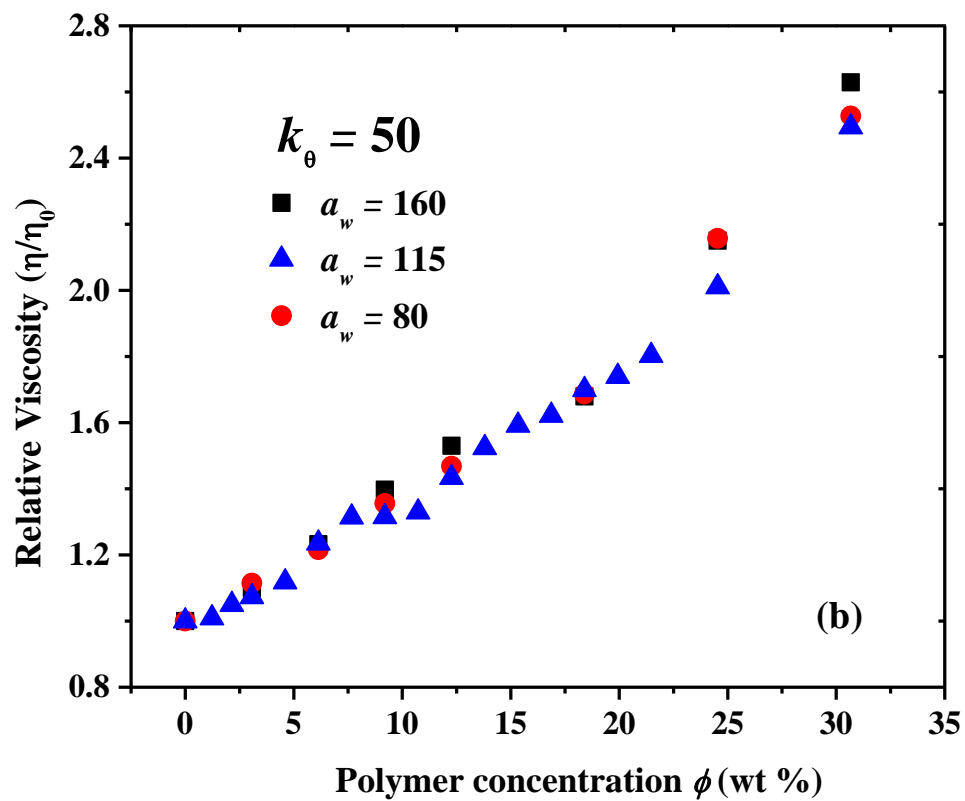 2.8
2.4
2.0
1.6
1.2
0.8
Relative Viscosity (η/η₀)
k_θ = 50
a_w = 160
a_w = 115
a_w = 80
(b)
0 5 10 15 20 25 30 35
Polymer concentration ϕ (wt %)